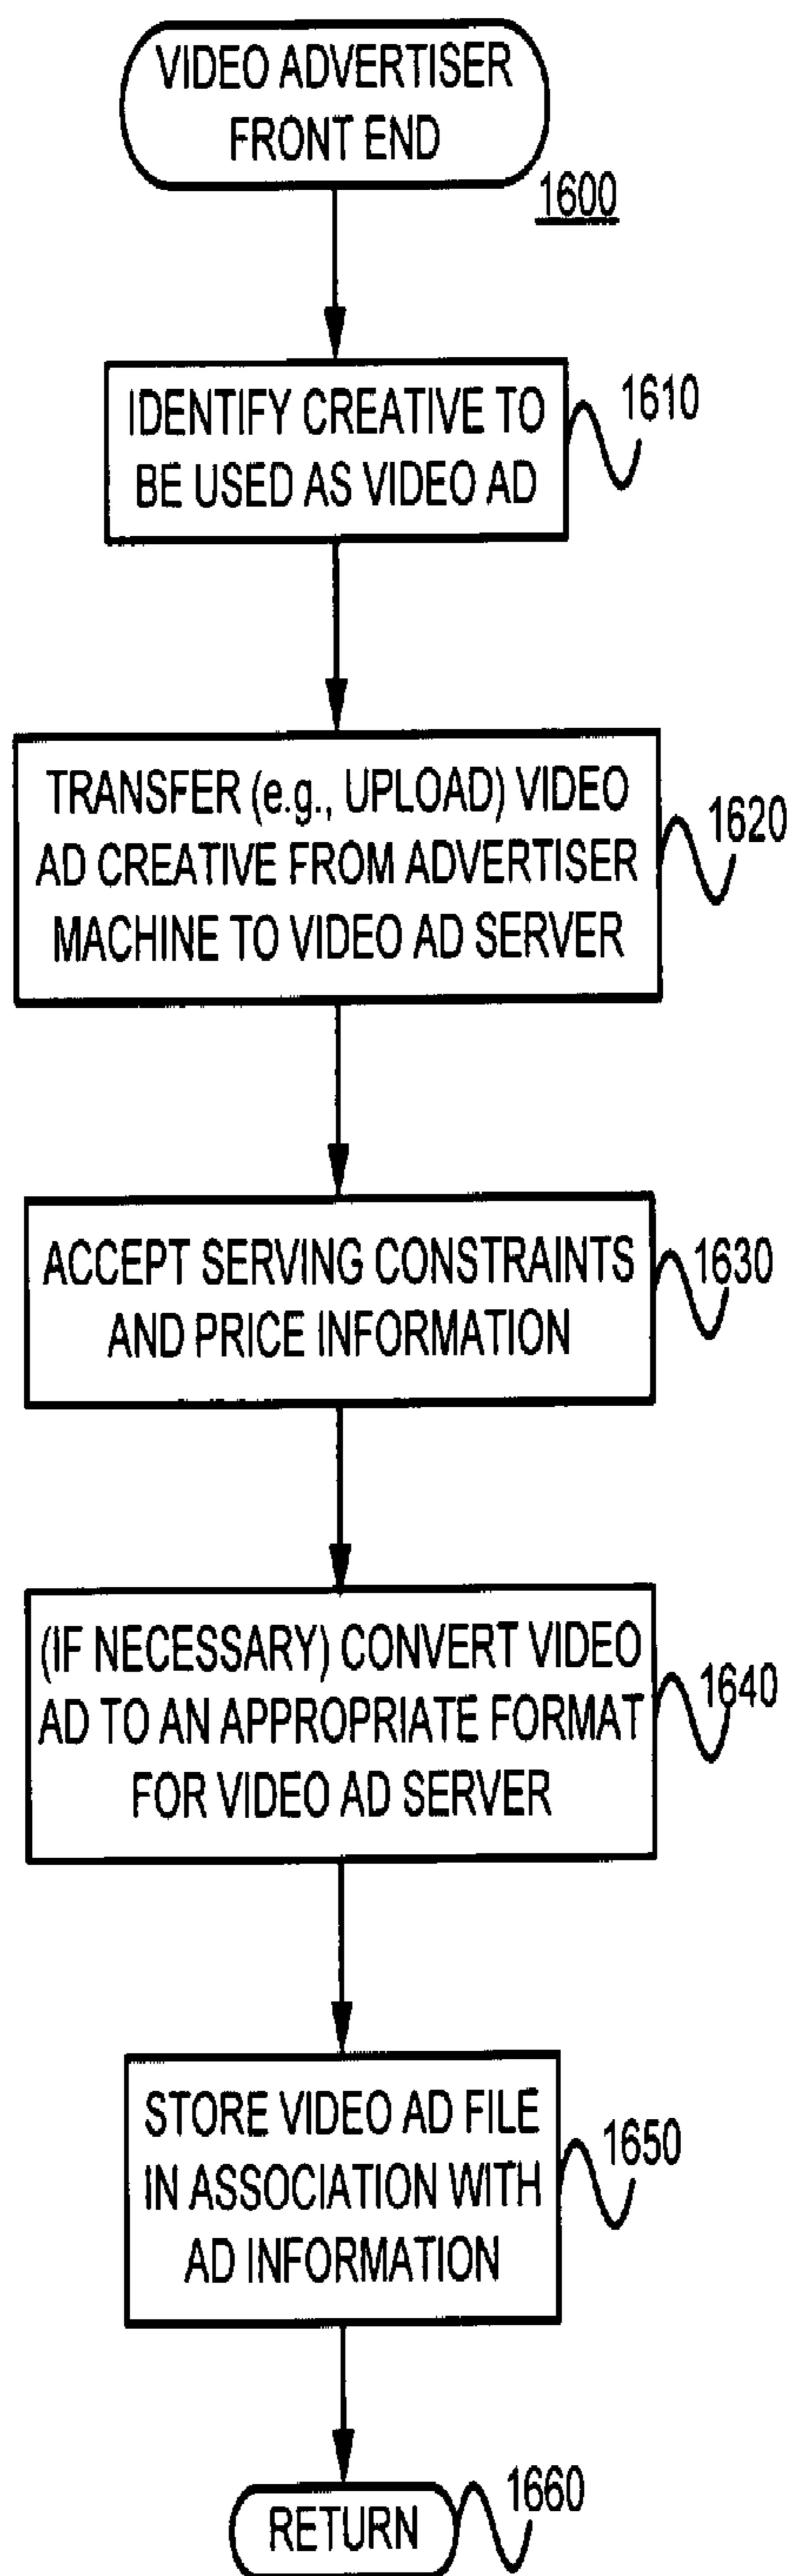 VIDEO ADVERTISER
FRONT END
1600
IDENTIFY CREATIVE TO
BE USED AS VIDEO AD
1610
TRANSFER (e.g., UPLOAD) VIDEO
AD CREATIVE FROM ADVERTISER
MACHINE TO VIDEO AD SERVER
1620
ACCEPT SERVING CONSTRAINTS
AND PRICE INFORMATION
1630
(IF NECESSARY) CONVERT VIDEO
AD TO AN APPROPRIATE FORMAT
FOR VIDEO AD SERVER
1640
STORE VIDEO AD FILE
IN ASSOCIATION WITH
AD INFORMATION
1650
RETURN
1660